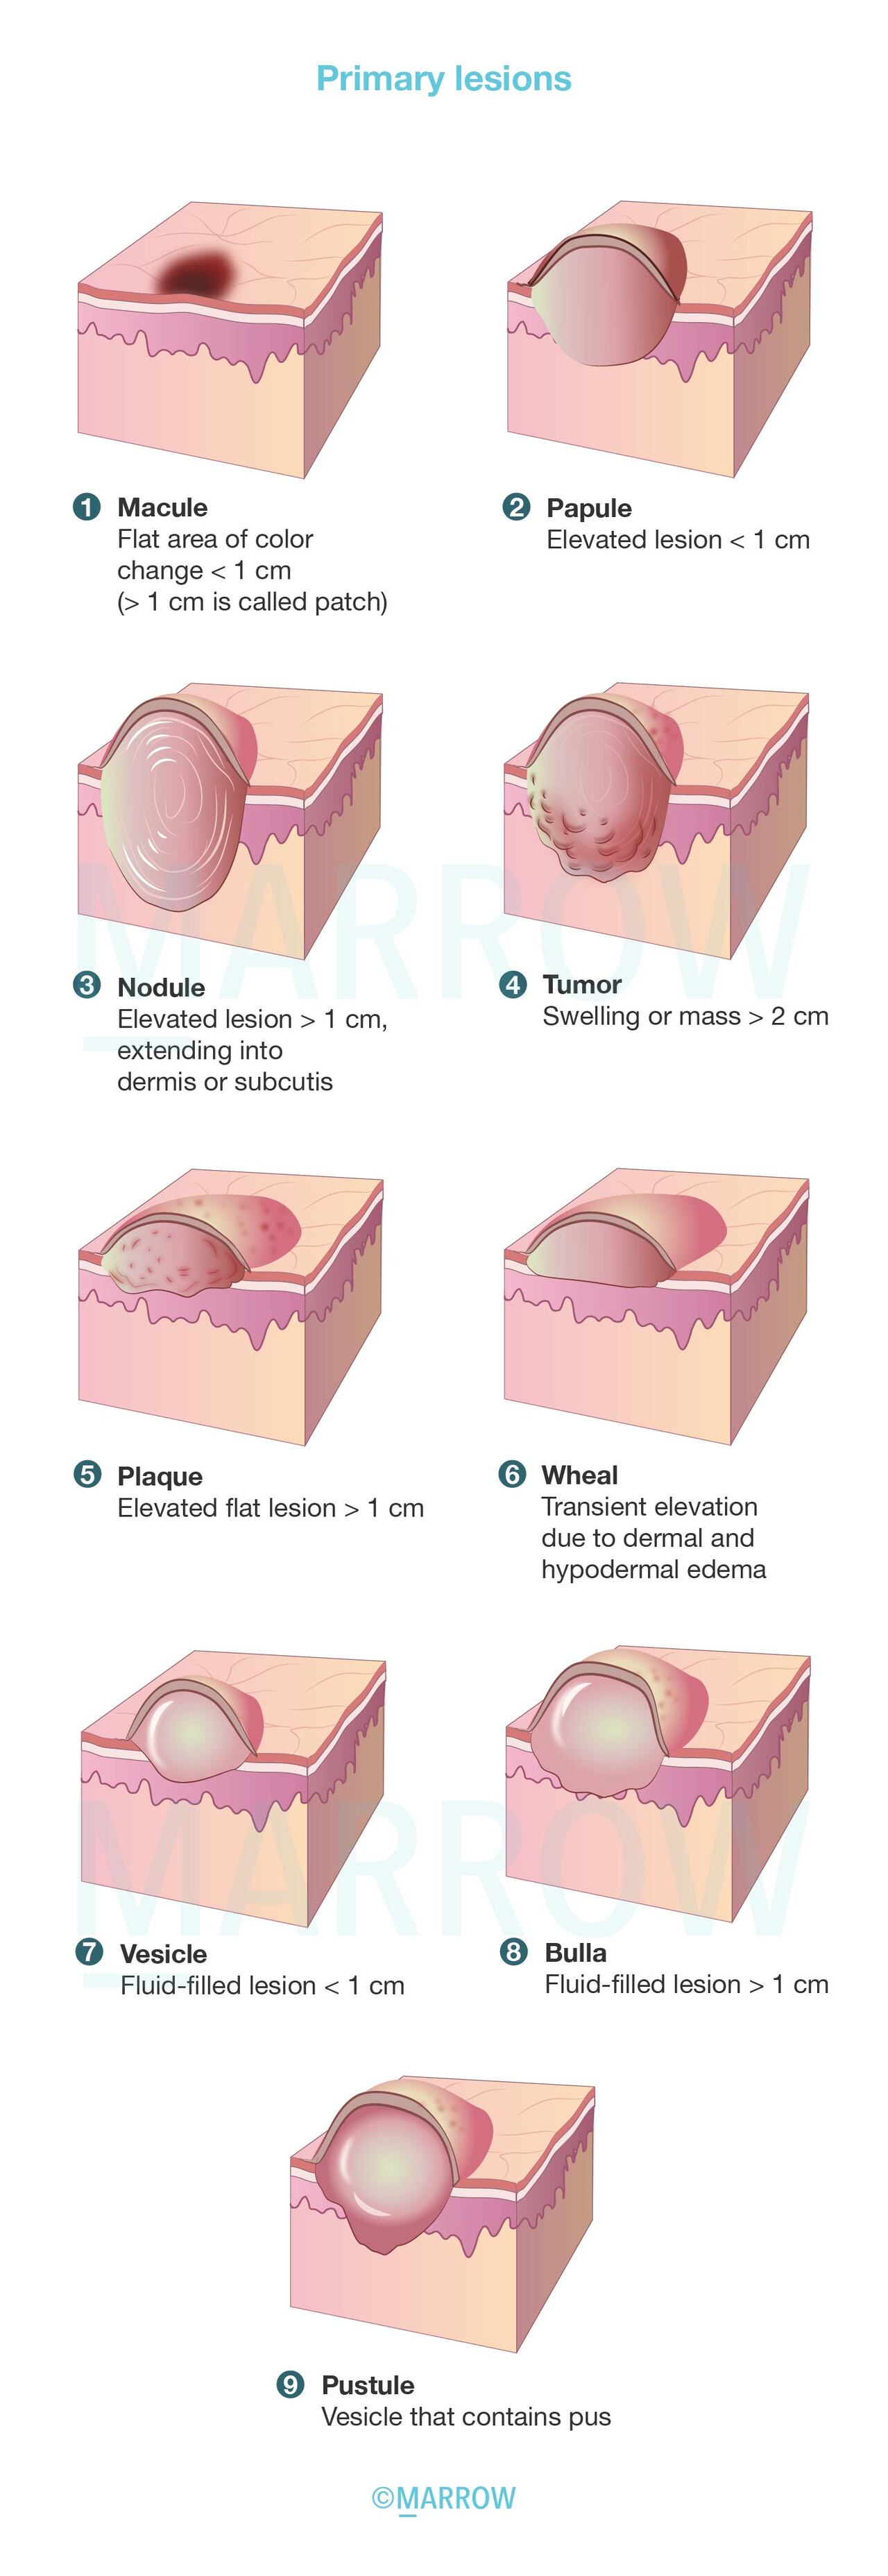 Primary lesions
1 Macule
Flat area of color
change < 1 cm
(> 1 cm is called patch)
2 Papule
Elevated lesion < 1 cm
3 Nodule
Elevated lesion > 1 cm,
extending into
dermis or subcutis
4 Tumor
Swelling or mass > 2 cm
MARROW
5 Plaque
Elevated flat lesion > 1 cm
6 Wheal
Transient elevation
due to dermal and
hypodermal edema
7 Vesicle
Fluid-filled lesion < 1 cm
8 Bulla
Fluid-filled lesion > 1 cm
MARROW
9 Pustule
Vesicle that contains pus
©MARROW